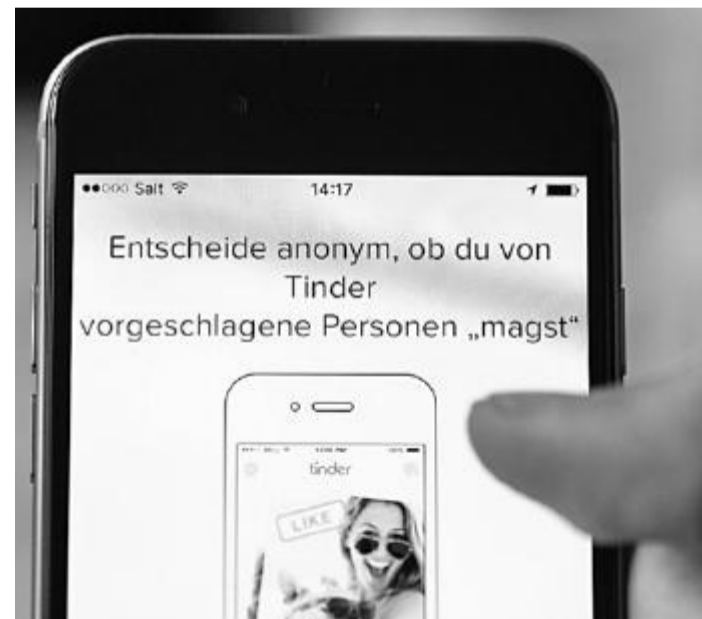 Salt 14:17
Entscheide anonym, ob du von
Tinder
vorgeschlagene Personen „magst“
tinder
LIKE